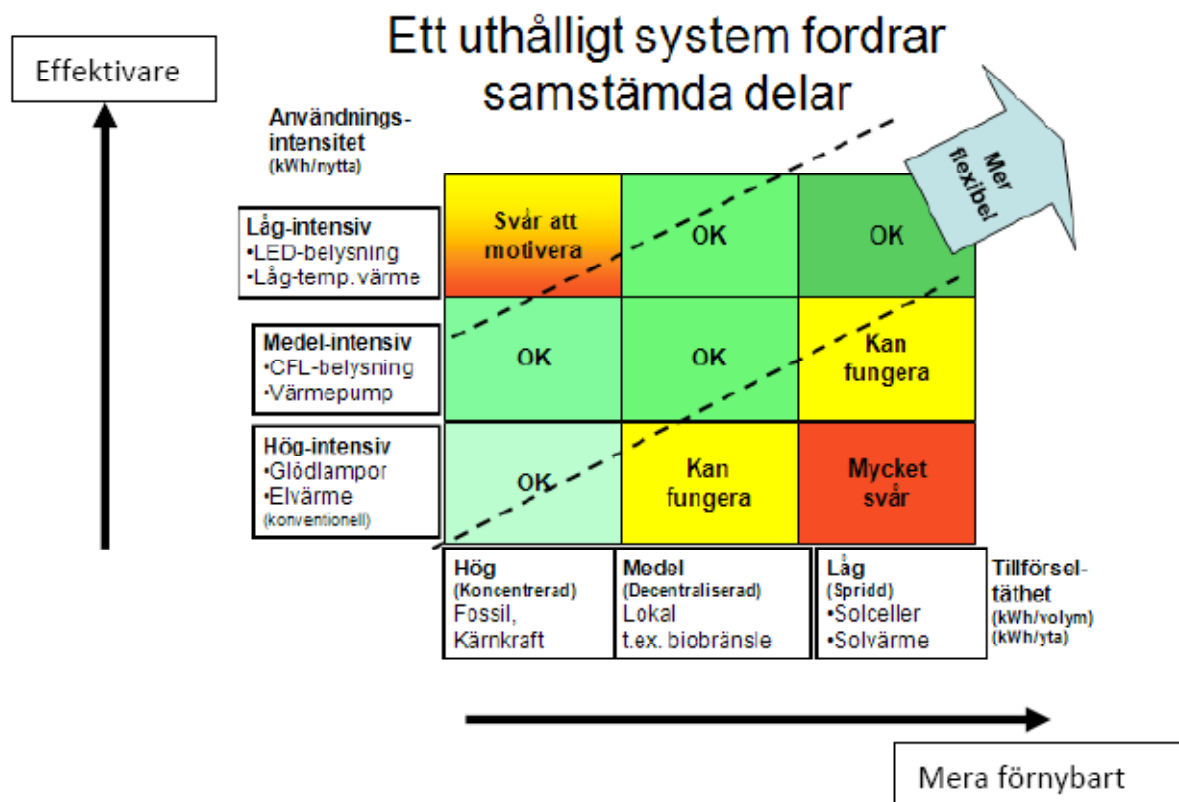 Ett uthålligt system fordrar
samstämda delar
Effektivare
Användnings-
intensitet
(kWh/nytta)
Mer
flexibel
Låg-intensiv
•LED-belysning
•Låg-temp. värme
Svår att
motivera
OK
OK
Medel-intensiv
•CFL-belysning
•Värmepump
OK
OK
Kan
fungera
Hög-intensiv
•Glödlampor
•Elvärme
(konventionell)
OK
Kan
fungera
Mycket
svår
Hög
(Koncentrerad)
Fossil,
Kärnkraft
Medel
(Decentraliserad)
Lokal
t.ex. biobränsle
Låg
(Spridd)
•Solceller
•Solvärme
Tillförsel-
täthet
(kWh/volym)
(kWh/yta)
Mera förnybart